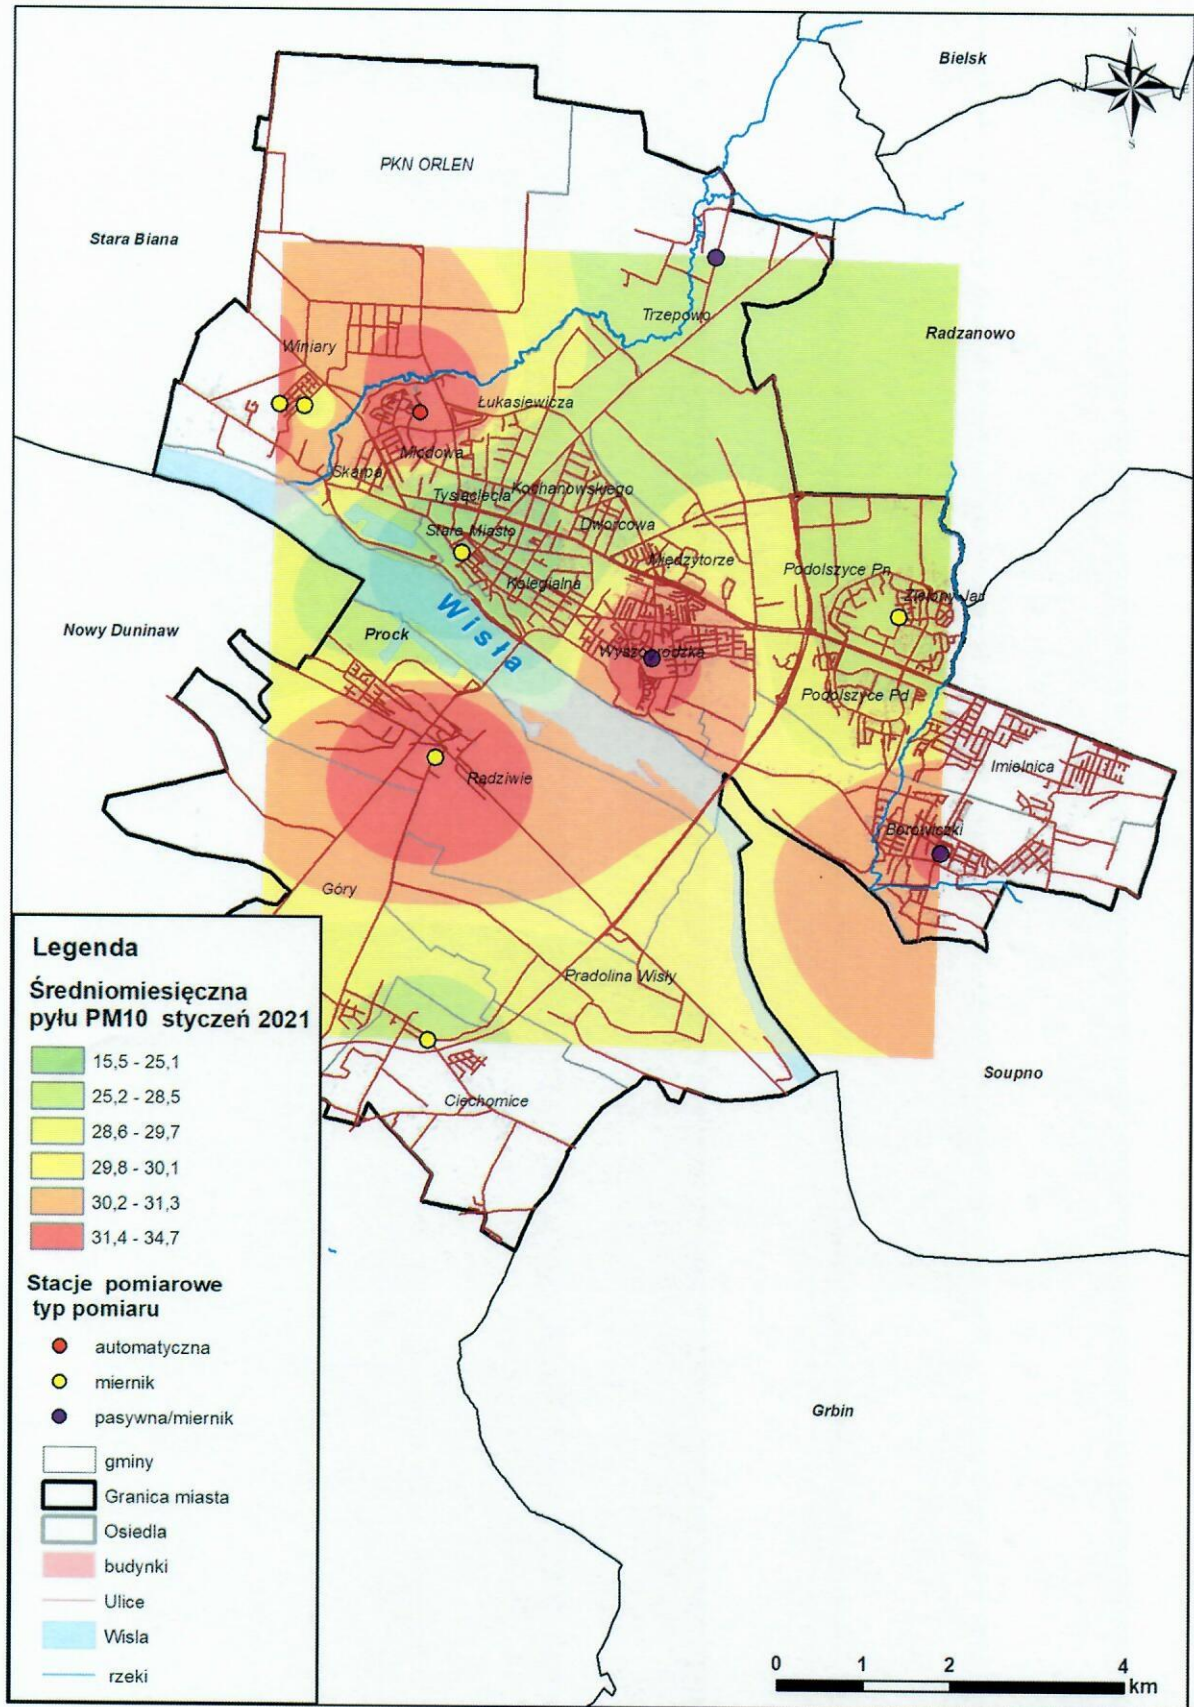 N
W
E
S
Bielsk
PKN ORLEN
Stara Biana
Trzepowo
Radzanowo
Winiary
Łukasiewicza
Miodowa
Skarpa
Tysiąclecia
Kochanowskiego
Dworcowa
Stare Miasto
Międzytorze
Podolszyce Pn
Kolegialna
Zielony Jar
Wisła
Nowy Duninaw
Prock
Wyszogrodzka
Podolszyce Pd
Imielnica
Radziwie
Borowiczki
Góry
Pradolina Wisły
Soupno
Ciechomice
Grbin
Legenda
Średniomiesięczna
pyłu PM10 styczeń 2021
15,5 - 25,1
25,2 - 28,5
28,6 - 29,7
29,8 - 30,1
30,2 - 31,3
31,4 - 34,7
Stacje pomiarowe
typ pomiaru
automatyczna
miernik
pasywna/miernik
gminy
Granica miasta
Osiedla
budynki
Ulice
Wisla
rzeki
0 1 2 4
km